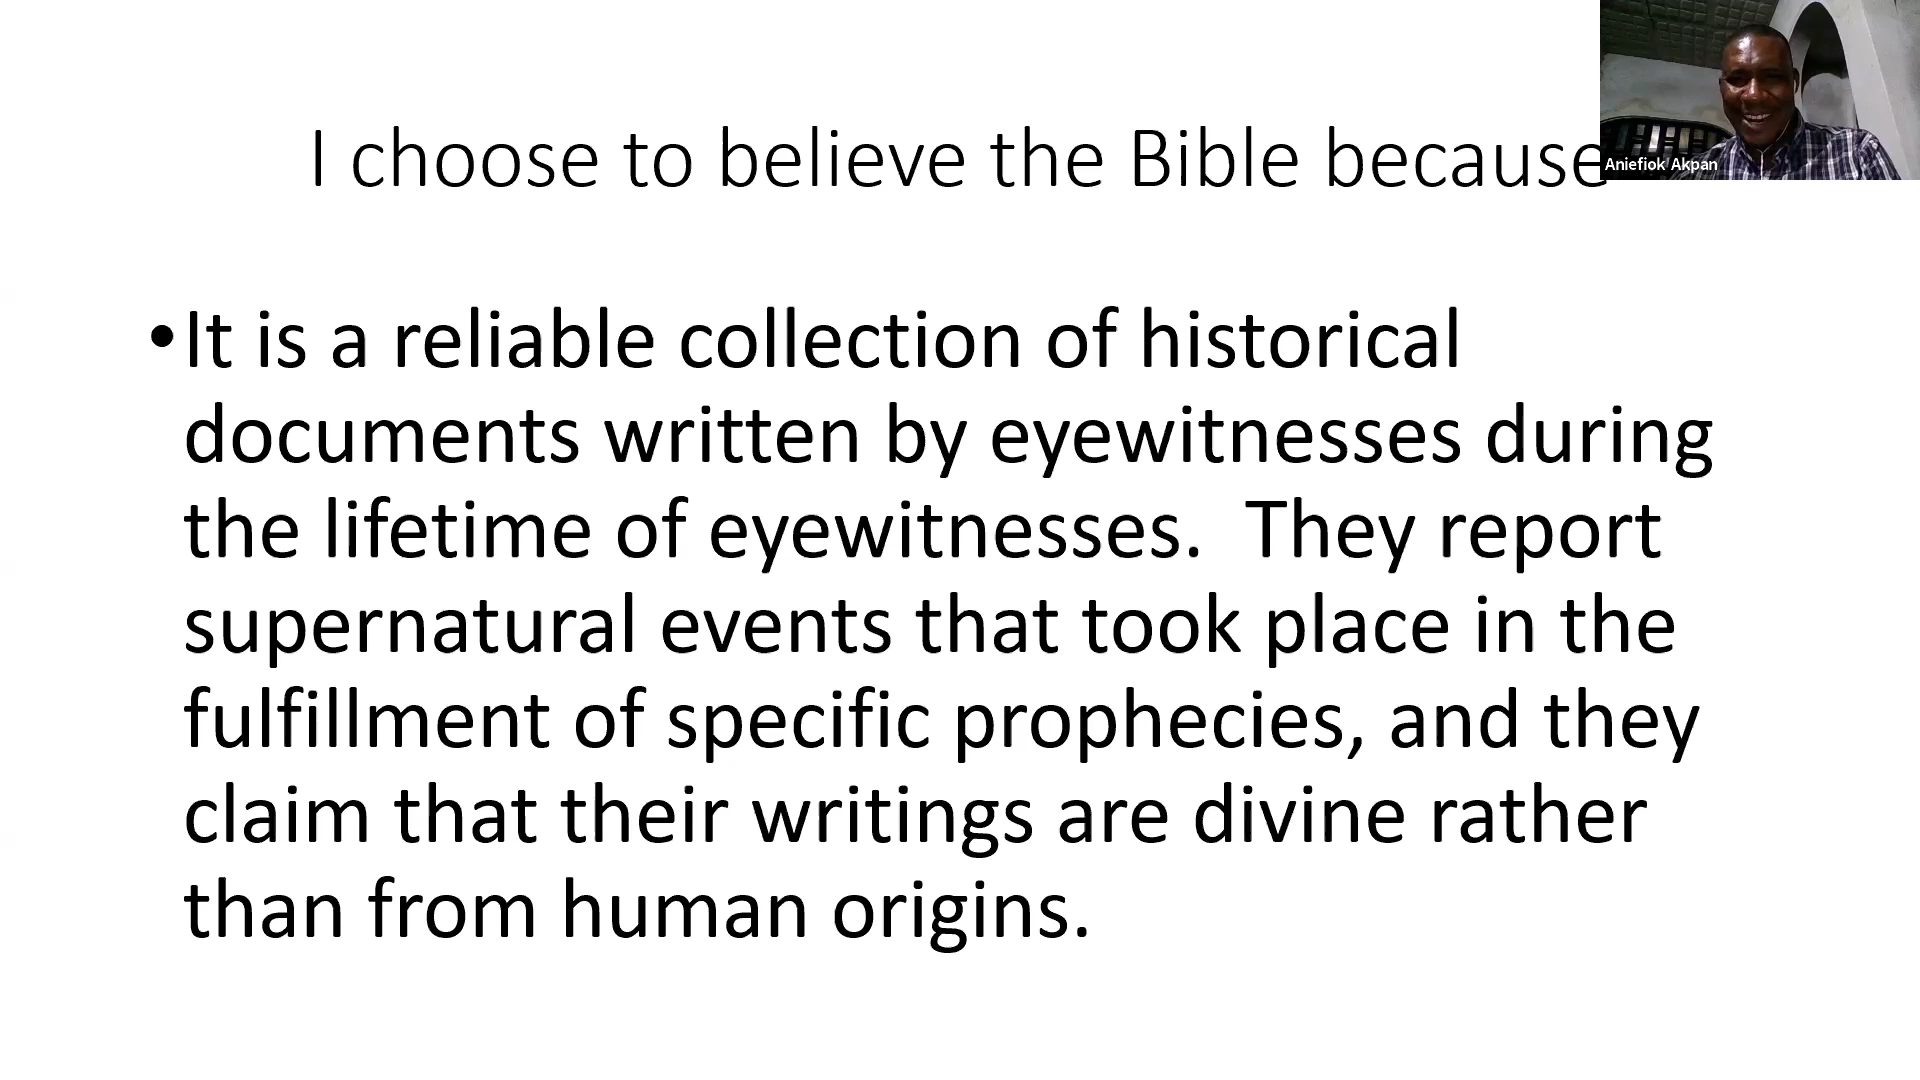 I choose to believe the Bible because
Aniefiok Akpan
•It is a reliable collection of historical
documents written by eyewitnesses during
the lifetime of eyewitnesses.  They report
supernatural events that took place in the
fulfillment of specific prophecies, and they
claim that their writings are divine rather
than from human origins.